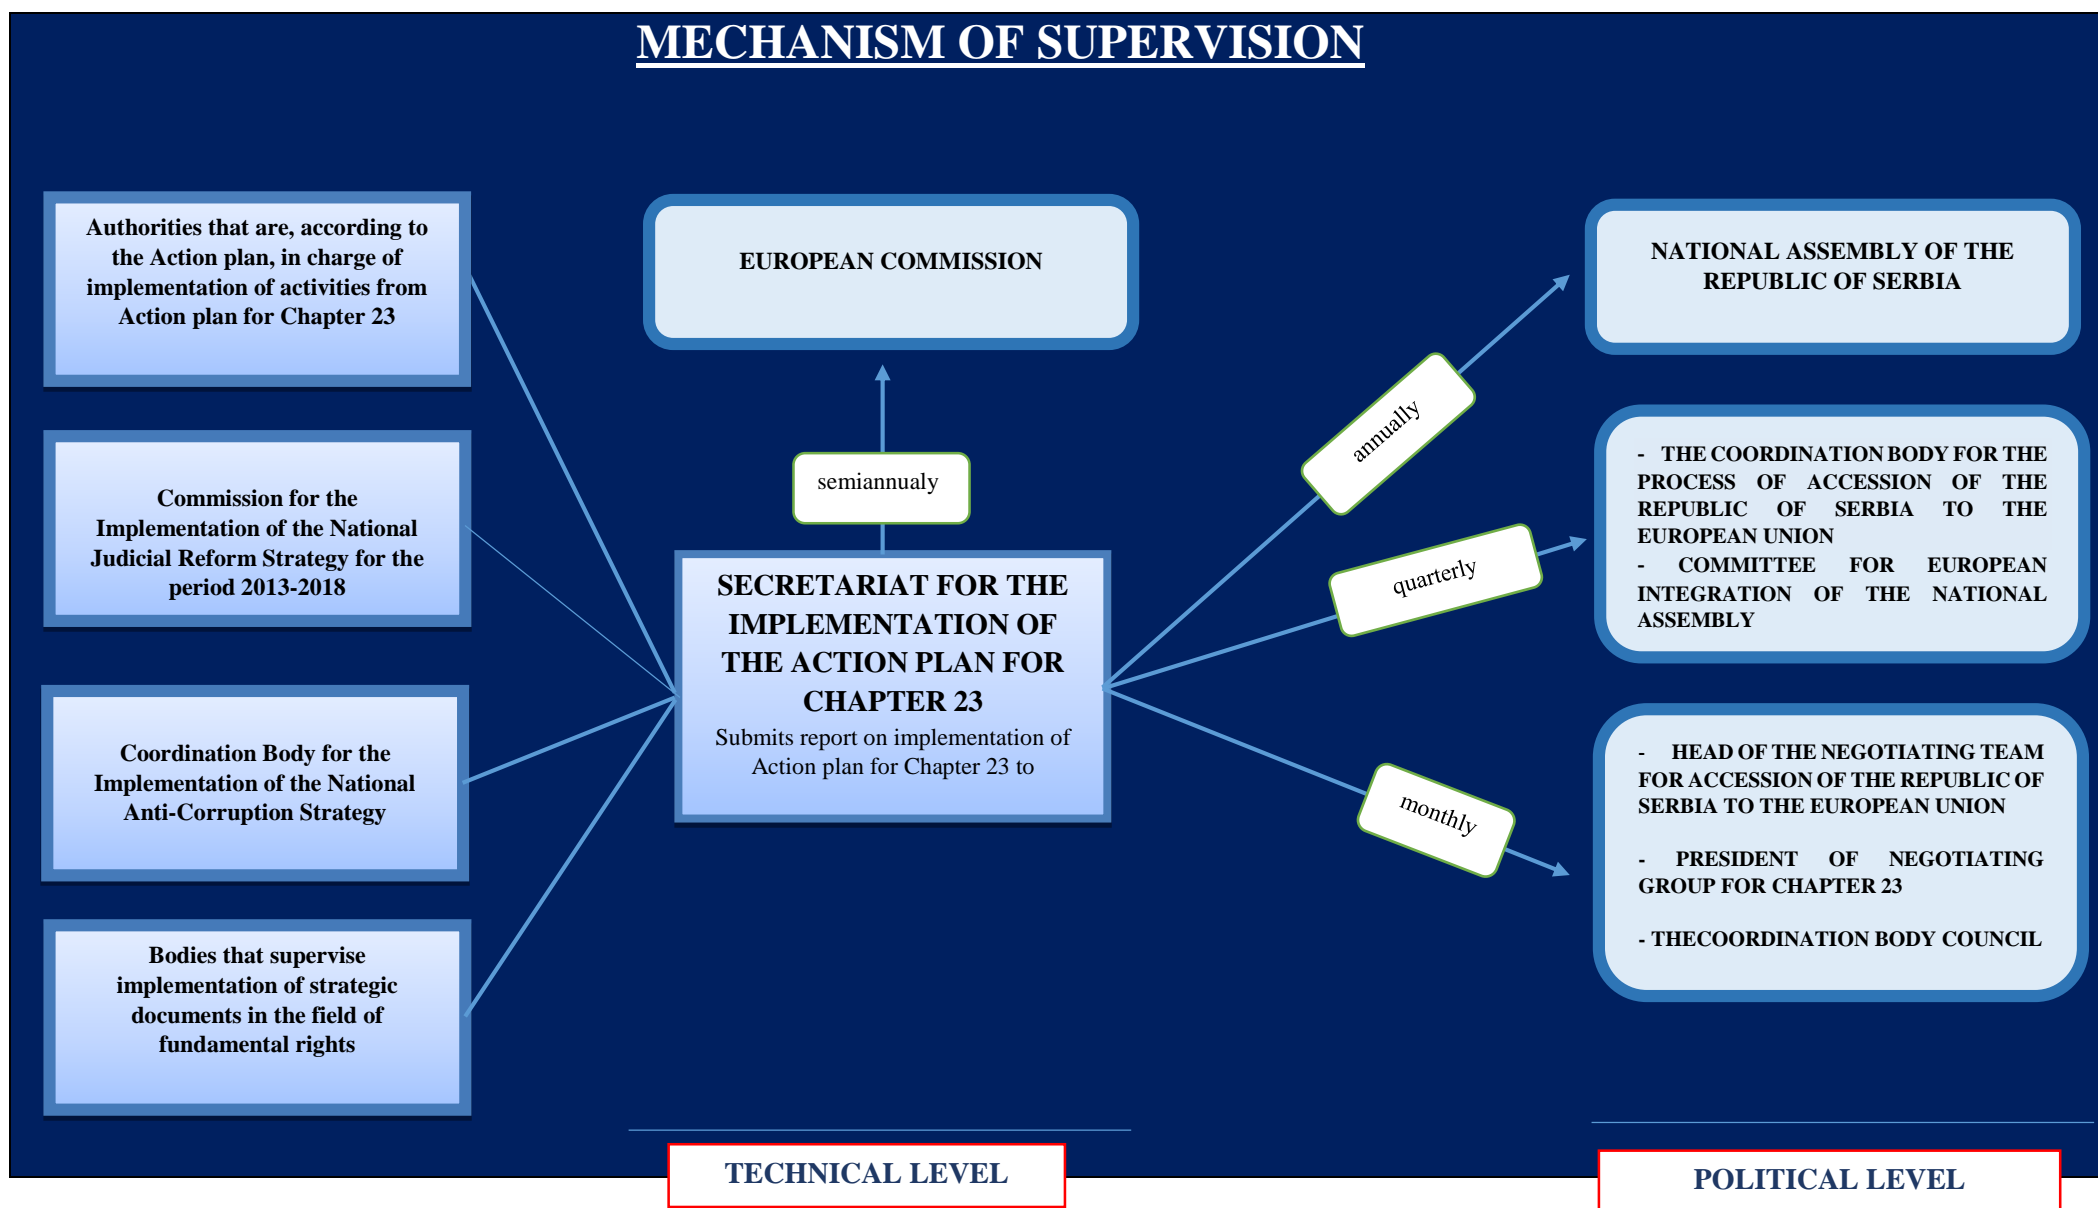 MECHANISM OF SUPERVISION
Authorities that are, according to
the Action plan, in charge of
implementation of activities from
Action plan for Chapter 23
Commission for the
Implementation of the National
Judicial Reform Strategy for the
period 2013-2018
Coordination Body for the
Implementation of the National
Anti-Corruption Strategy
Bodies that supervise
implementation of strategic
documents in the field of
fundamental rights
EUROPEAN COMMISSION
semiannualy
SECRETARIAT FOR THE
IMPLEMENTATION OF
THE ACTION PLAN FOR
CHAPTER 23
Submits report on implementation of
Action plan for Chapter 23 to
annually
quarterly
monthly
NATIONAL ASSEMBLY OF THE
REPUBLIC OF SERBIA
- THE COORDINATION BODY FOR THE
PROCESS OF ACCESSION OF THE
REPUBLIC OF SERBIA TO THE
EUROPEAN UNION
- COMMITTEE FOR EUROPEAN
INTEGRATION OF THE NATIONAL
ASSEMBLY
- HEAD OF THE NEGOTIATING TEAM
FOR ACCESSION OF THE REPUBLIC OF
SERBIA TO THE EUROPEAN UNION
- PRESIDENT OF NEGOTIATING
GROUP FOR CHAPTER 23
- THECOORDINATION BODY COUNCIL
TECHNICAL LEVEL
POLITICAL LEVEL